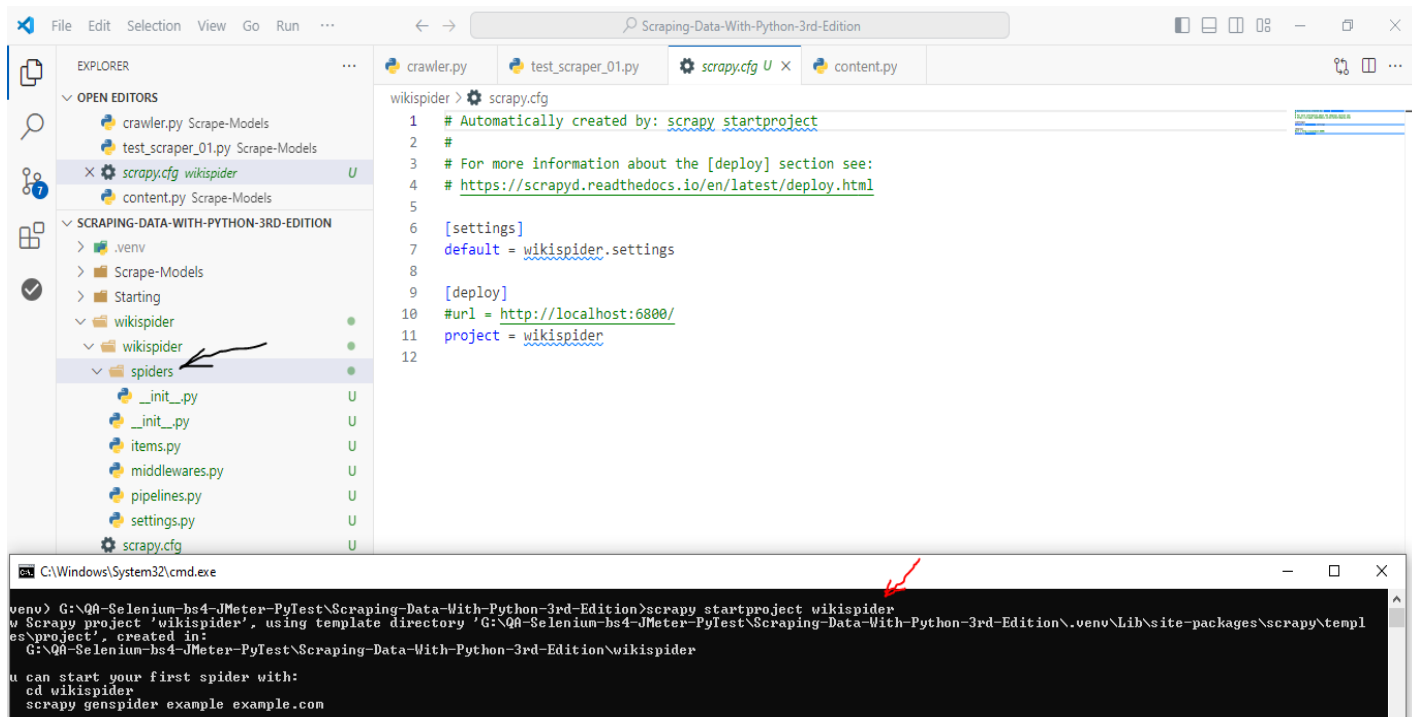 File Edit Selection View Go Run ··· Scraping-Data-With-Python-3rd-Edition
EXPLORER ···
OPEN EDITORS
crawler.py Scrape-Models
test_scraper_01.py Scrape-Models
scrapy.cfg wikispider U
content.py Scrape-Models
7
SCRAPING-DATA-WITH-PYTHON-3RD-EDITION
.venv
Scrape-Models
Starting
wikispider
wikispider
spiders
__init__.py U
__init__.py U
items.py U
middlewares.py U
pipelines.py U
settings.py U
scrapy.cfg U
crawler.py test_scraper_01.py scrapy.cfg U content.py
wikispider > scrapy.cfg
1 # Automatically created by: scrapy startproject
2 #
3 # For more information about the [deploy] section see:
4 # https://scrapyd.readthedocs.io/en/latest/deploy.html
5
6 [settings]
7 default = wikispider.settings
8
9 [deploy]
10 #url = http://localhost:6800/
11 project = wikispider
12
C:\Windows\System32\cmd.exe
venv) G:\QA-Selenium-bs4-JMeter-PyTest\Scraping-Data-With-Python-3rd-Edition>scrapy startproject wikispider
w Scrapy project 'wikispider', using template directory 'G:\QA-Selenium-bs4-JMeter-PyTest\Scraping-Data-With-Python-3rd-Edition\.venv\Lib\site-packages\scrapy\templ
es\project', created in:
G:\QA-Selenium-bs4-JMeter-PyTest\Scraping-Data-With-Python-3rd-Edition\wikispider
u can start your first spider with:
cd wikispider
scrapy genspider example example.com